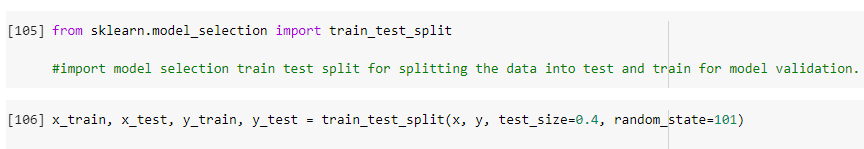 [105] from sklearn.model_selection import train_test_split
#import model selection train test split for splitting the data into test and train for model validation.
[106] x_train, x_test, y_train, y_test = train_test_split(x, y, test_size=0.4, random_state=101)